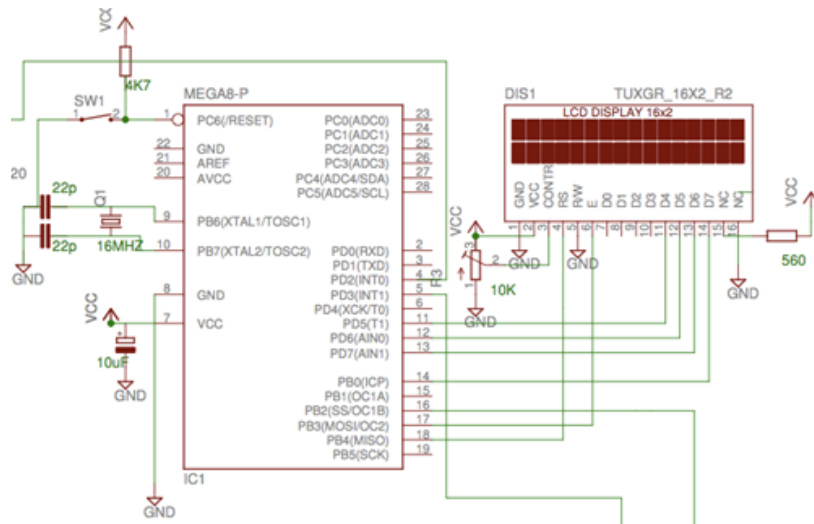 VCC
4K7
SW1
1
2
20
22p
22p
Q1
16MHZ
GND
VCC
10uF
GND
GND
MEGA8-P
1 PC6(/RESET)
22 GND
21 AREF
20 AVCC
9 PB6(XTAL1/TOSC1)
10 PB7(XTAL2/TOSC2)
8 GND
7 VCC
PC0(ADC0) 23
PC1(ADC1) 24
PC2(ADC2) 25
PC3(ADC3) 26
PC4(ADC4/SDA) 27
PC5(ADC5/SCL) 28
PD0(RXD) 2
PD1(TXD) 3
PD2(INT0) 4
PD3(INT1) 5
PD4(XCK/T0) 6
PD5(T1) 11
PD6(AIN0) 12
PD7(AIN1) 13
PB0(ICP) 14
PB1(OC1A) 15
PB2(SS/OC1B) 16
PB3(MOSI/OC2) 17
PB4(MISO) 18
PB5(SCK) 19
IC1
R3
DIS1 TUXGR_16X2_R2
LCD DISPLAY 16x2
GND VCC CONTR RS R/W E D0 D1 D2 D3 D4 D5 D6 D7 NC NC
1 2 3 4 5 6 7 8 9 10 11 12 13 14 15 16
VCC
3
2
1
10K
GND
GND
GND
GND
VCC
560